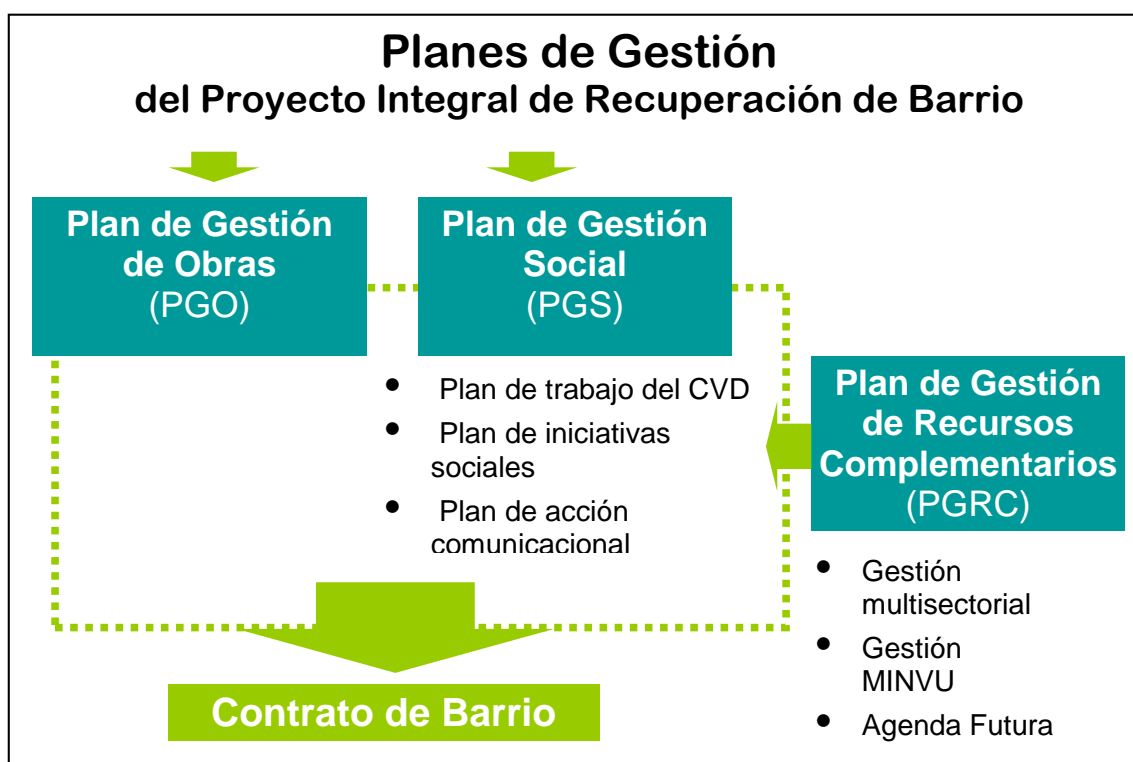 Planes de Gestión
del Proyecto Integral de Recuperación de Barrio
Plan de Gestión
de Obras
(PGO)
Plan de Gestión
Social
(PGS)
• Plan de trabajo del CVD
• Plan de iniciativas
sociales
• Plan de acción
comunicacional
Plan de Gestión
de Recursos
Complementarios
(PGRC)
• Gestión
multisectorial
• Gestión
MINVU
• Agenda Futura
Contrato de Barrio